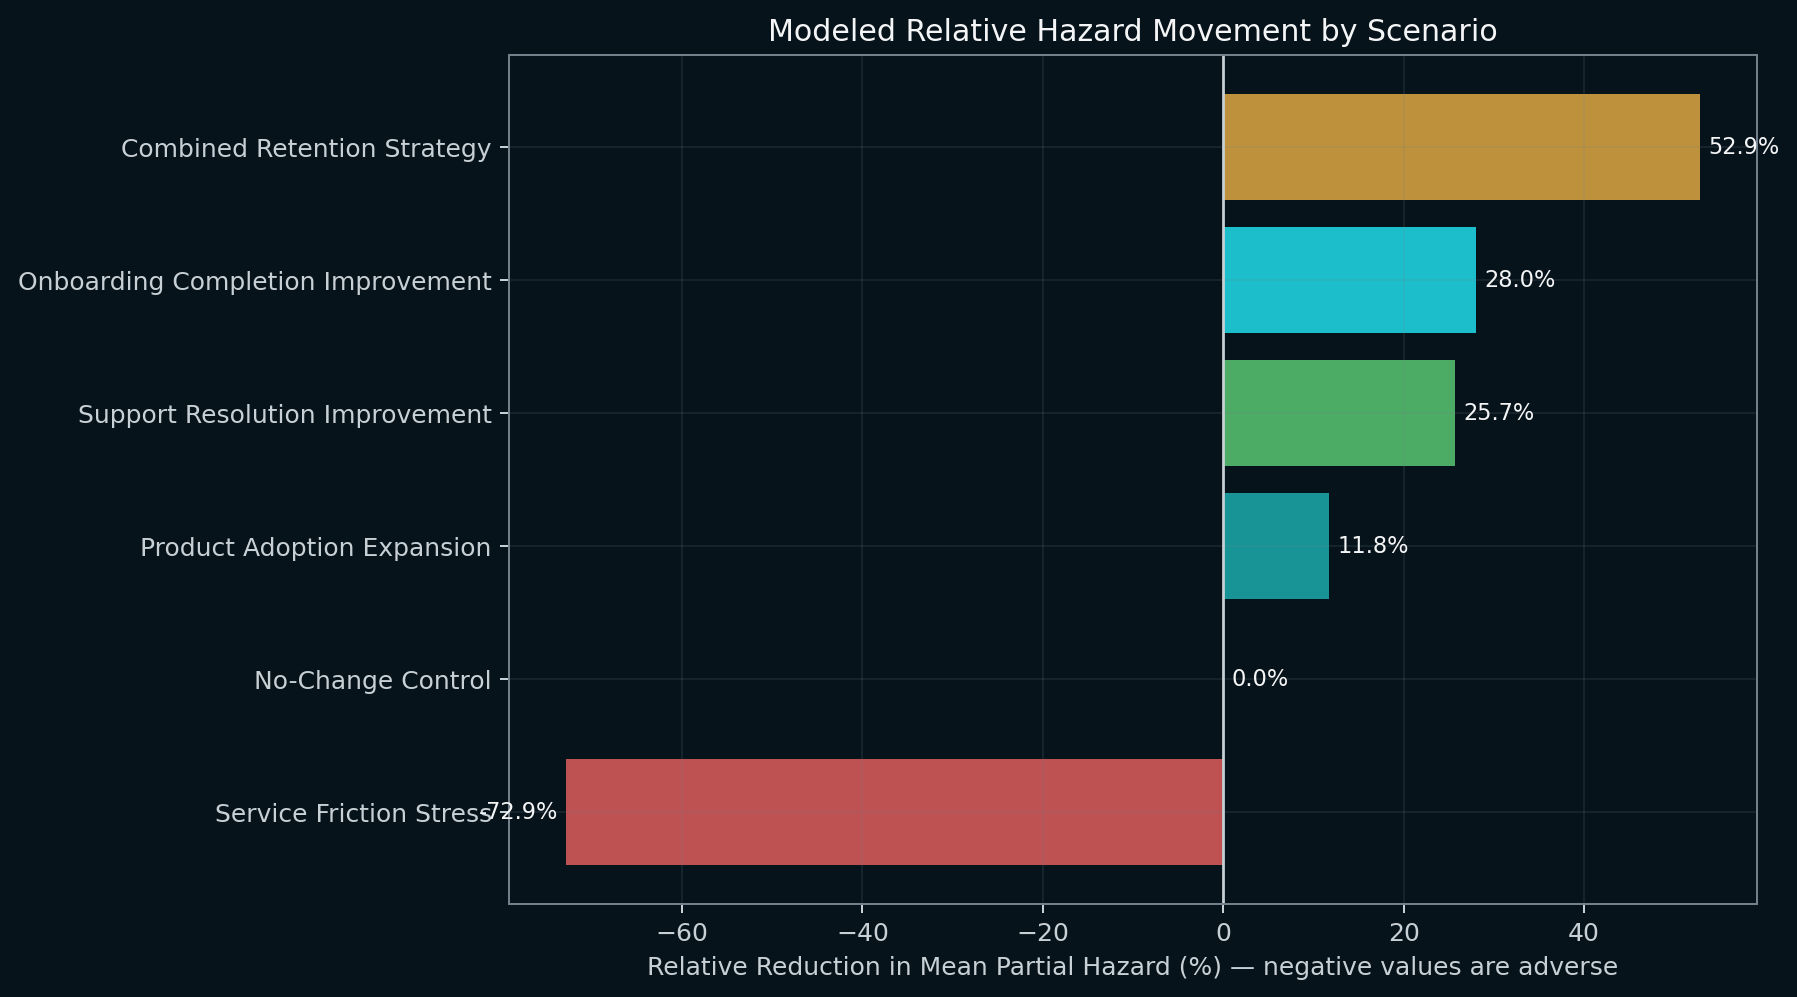 Modeled Relative Hazard Movement by Scenario
Combined Retention Strategy
52.9%
Onboarding Completion Improvement
28.0%
Support Resolution Improvement
25.7%
Product Adoption Expansion
11.8%
No-Change Control
0.0%
Service Friction Stress
-72.9%
−60 −40 −20 0 20 40
Relative Reduction in Mean Partial Hazard (%) — negative values are adverse